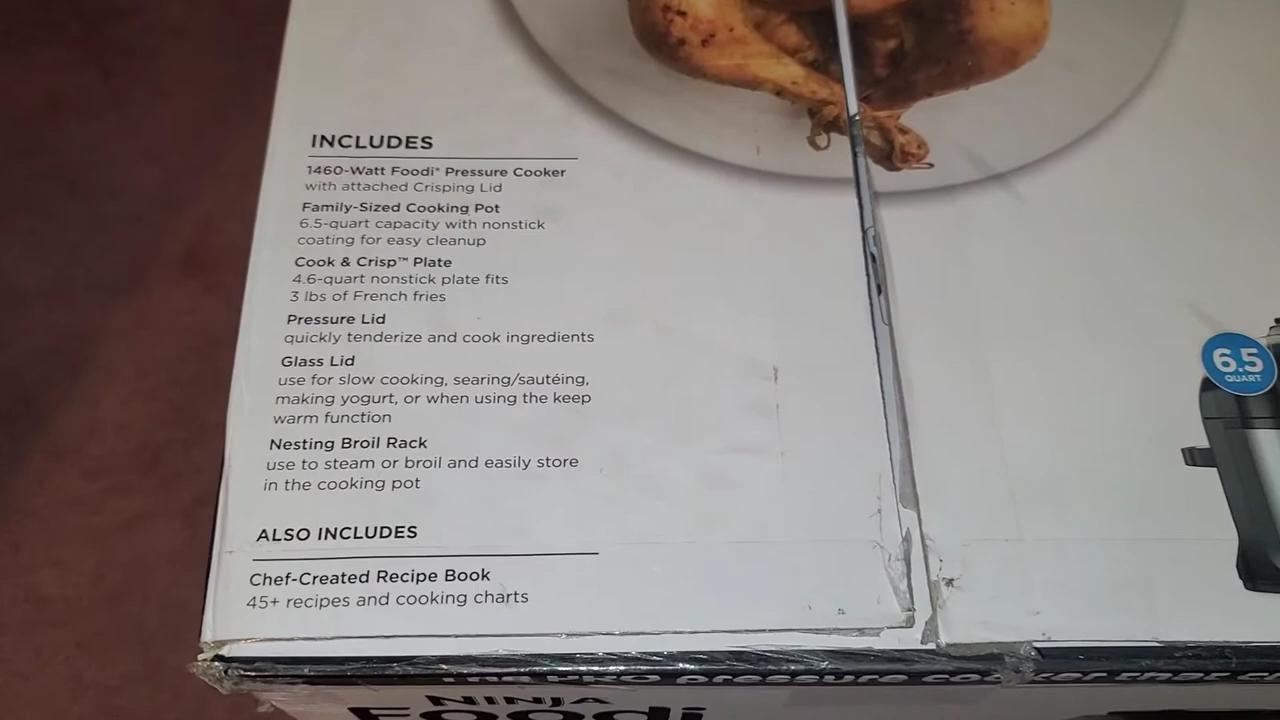 INCLUDES
1460-Watt Foodi® Pressure Cooker
with attached Crisping Lid
Family-Sized Cooking Pot
6.5-quart capacity with nonstick
coating for easy cleanup
Cook & Crisp™ Plate
4.6-quart nonstick plate fits
3 lbs of French fries
Pressure Lid
quickly tenderize and cook ingredients
Glass Lid
use for slow cooking, searing/sautéing,
making yogurt, or when using the keep
warm function
Nesting Broil Rack
use to steam or broil and easily store
in the cooking pot
ALSO INCLUDES
Chef-Created Recipe Book
45+ recipes and cooking charts
6.5
QUART
pressure cooker that
NINJA
Foodi